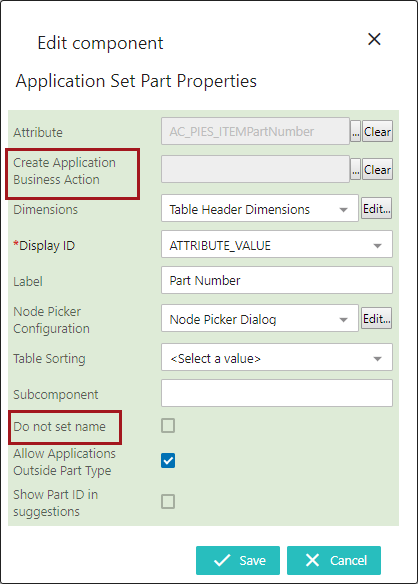 Edit component
Application Set Part Properties
Attribute AC_PIES_ITEMPartNumber ... Clear
Create Application
Business Action ... Clear
Dimensions Table Header Dimensions Edit...
*Display ID ATTRIBUTE_VALUE
Label Part Number
Node Picker
Configuration Node Picker Dialog Edit...
Table Sorting <Select a value>
Subcomponent
Do not set name
Allow Applications
Outside Part Type
Show Part ID in
suggestions
Save Cancel